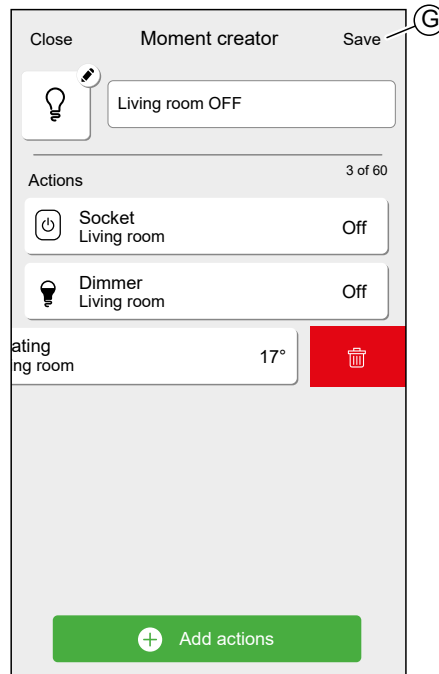 G
Close Moment creator Save
Living room OFF
3 of 60
Actions
Socket
Living room
Off
Dimmer
Living room
Off
ating
ng room
17°
Add actions